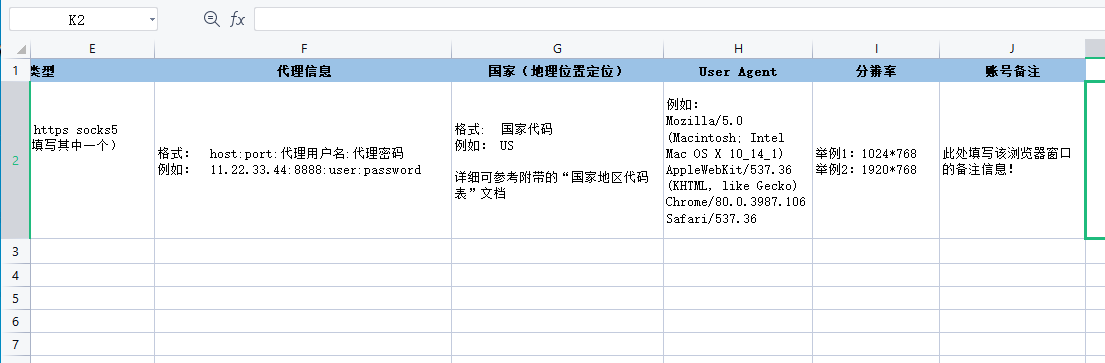 K2
fx
E F G H I J
1 类型 代理信息 国家（地理位置定位） User Agent 分辨率 账号备注
2
https socks5
填写其中一个）
格式： host:port:代理用户名:代理密码
例如： 11.22.33.44:8888:user:password
格式： 国家代码
例如： US
详细可参考附带的“国家地区代码
表”文档
例如：
Mozilla/5.0
(Macintosh; Intel
Mac OS X 10_14_1)
AppleWebKit/537.36
(KHTML, like Gecko)
Chrome/80.0.3987.106
Safari/537.36
举例1：1024*768
举例2：1920*768
此处填写该浏览器窗口
的备注信息！
3
4
5
6
7